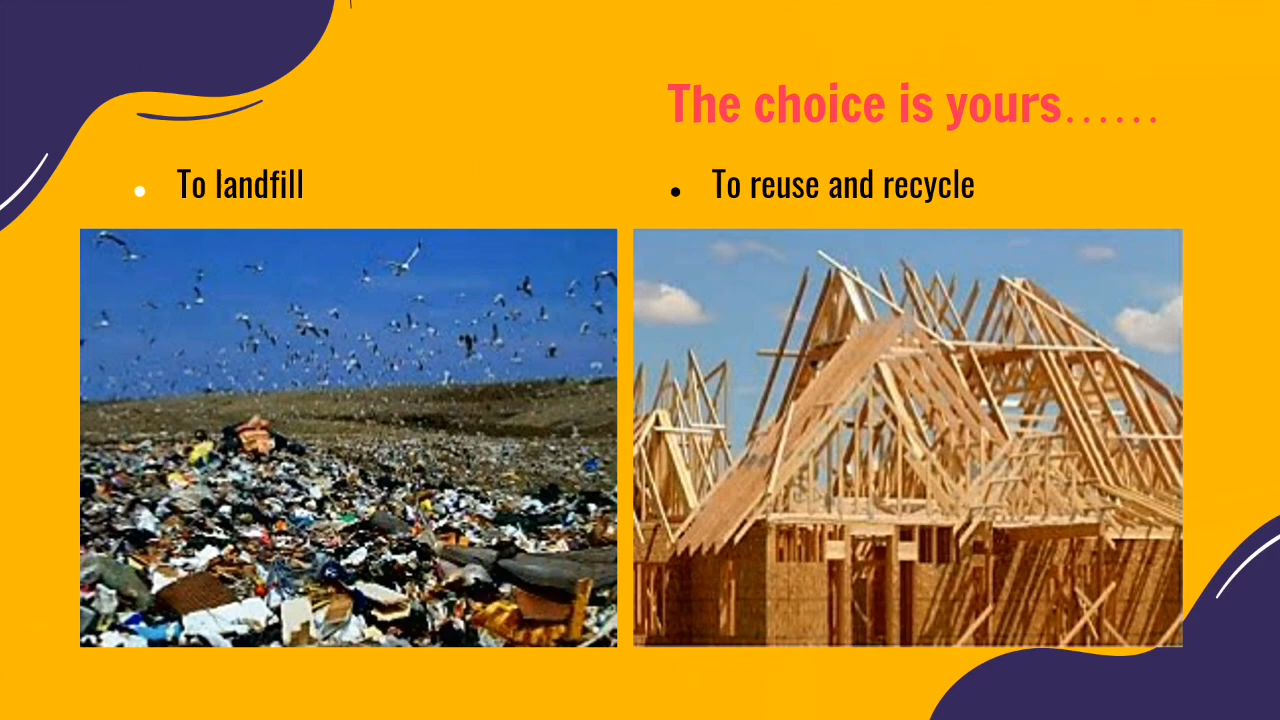 The choice is yours……
To landfill
To reuse and recycle